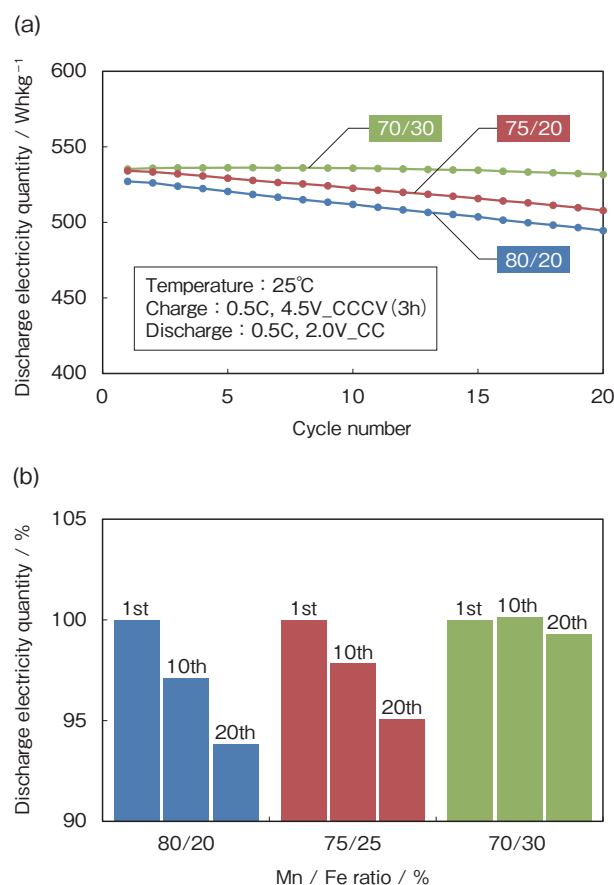 (a)
Discharge electricity quantity / Whkg⁻¹
600
550
500
450
400
70/30
75/20
80/20
Temperature : 25℃
Charge : 0.5C, 4.5V_CCCV (3h)
Discharge : 0.5C, 2.0V_CC
0
5
10
15
20
Cycle number
(b)
Discharge electricity quantity / %
105
100
95
90
1st
10th
20th
1st
10th
20th
1st
10th
20th
80/20
75/25
70/30
Mn / Fe ratio / %